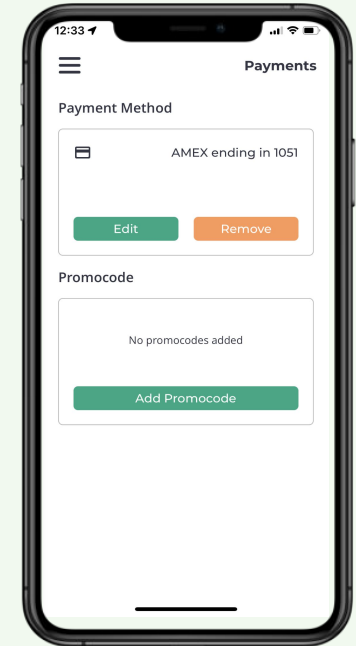 12:33
Payments
Payment Method
AMEX ending in 1051
Edit Remove
Promocode
No promocodes added
Add Promocode